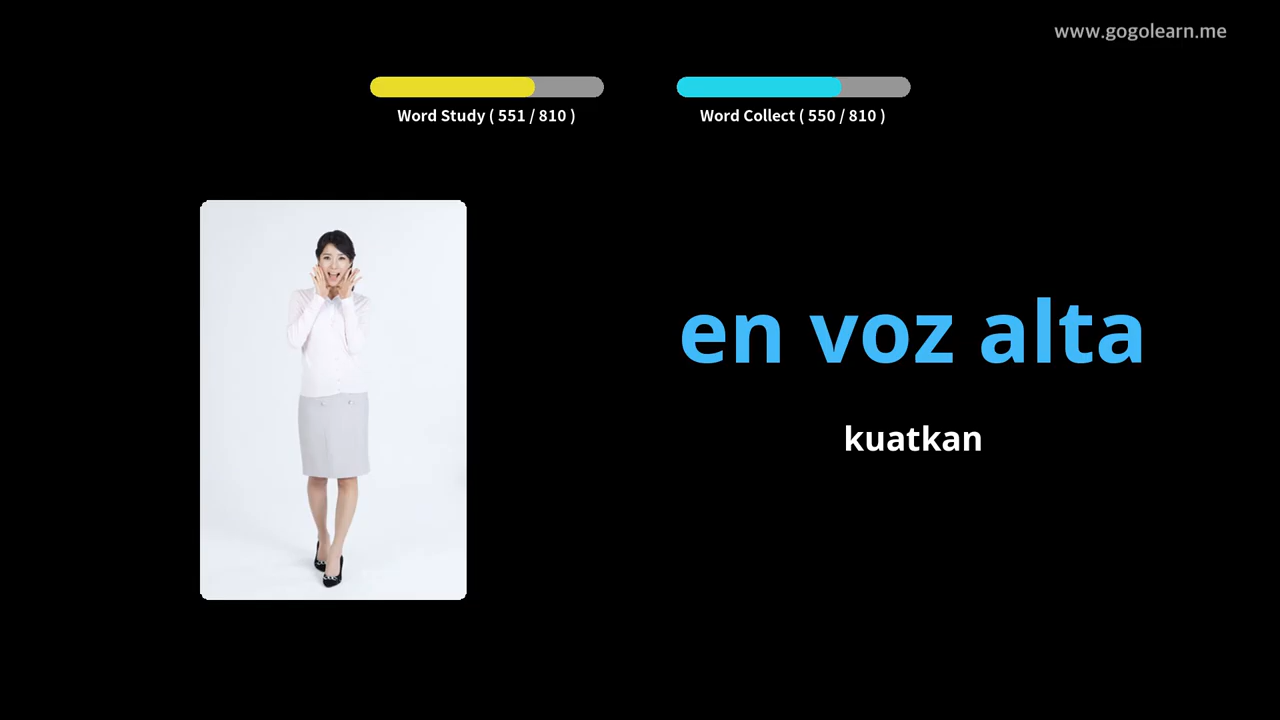 www.gogolearn.me
Word Study ( 551 / 810 )
Word Collect ( 550 / 810 )
en voz alta
kuatkan